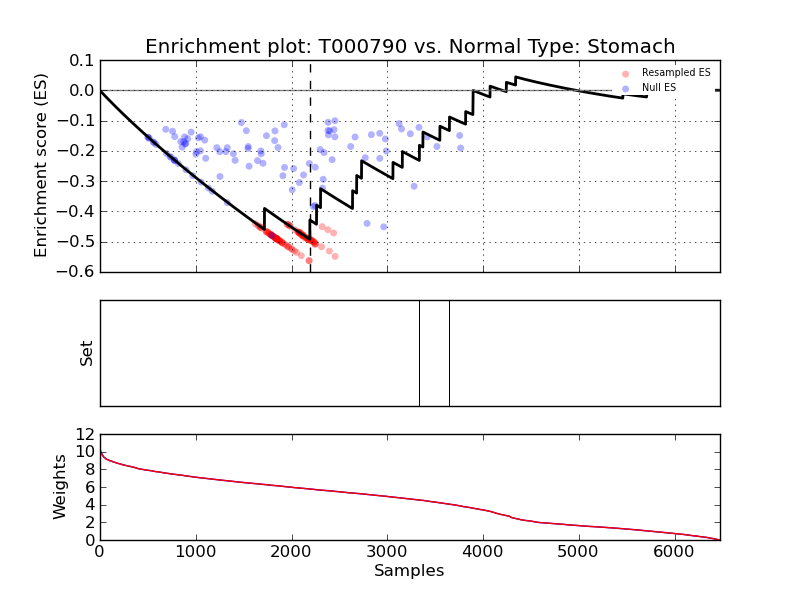 Enrichment plot: T000790 vs. Normal Type: Stomach
Enrichment score (ES)
0.1
0.0
−0.1
−0.2
−0.3
−0.4
−0.5
−0.6
Resampled ES
Null ES
Set
Weights
12
10
8
6
4
2
0
0 1000 2000 3000 4000 5000 6000
Samples